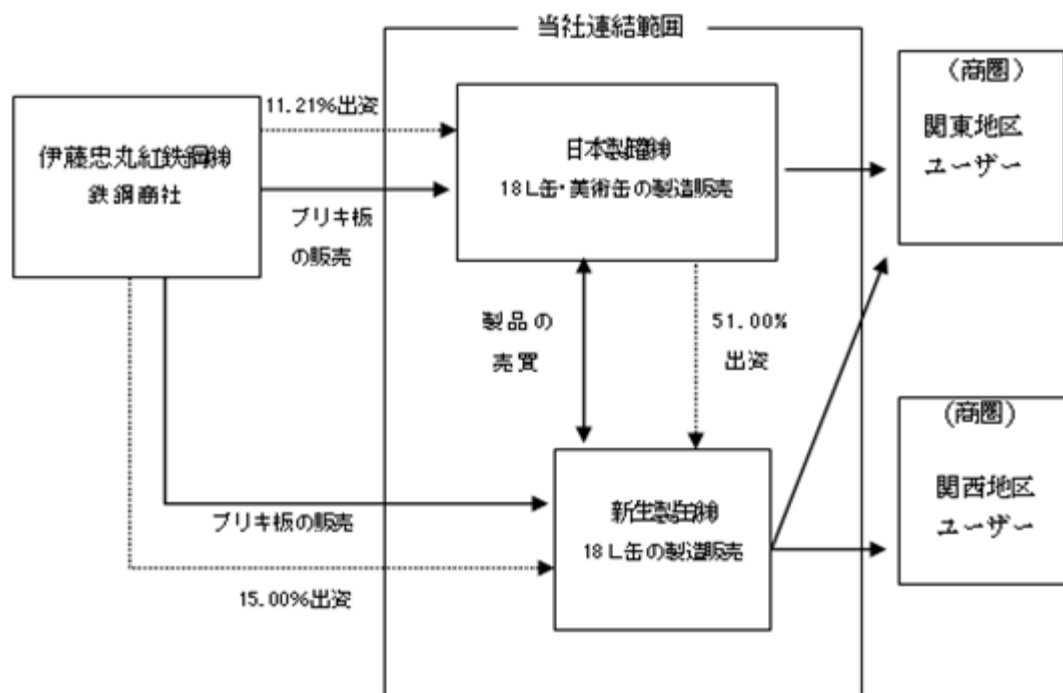 当社連結範囲
伊藤忠丸紅鉄鋼㈱
鉄鋼商社
11.21%出資
ブリキ板
の販売
日本製罐㈱
18L缶・美術缶の製造販売
製品の
売買
51.00%
出資
新生製缶㈱
18L缶の製造販売
ブリキ板の販売
15.00%出資
(商圏)
関東地区
ユーザー
(商圏)
関西地区
ユーザー